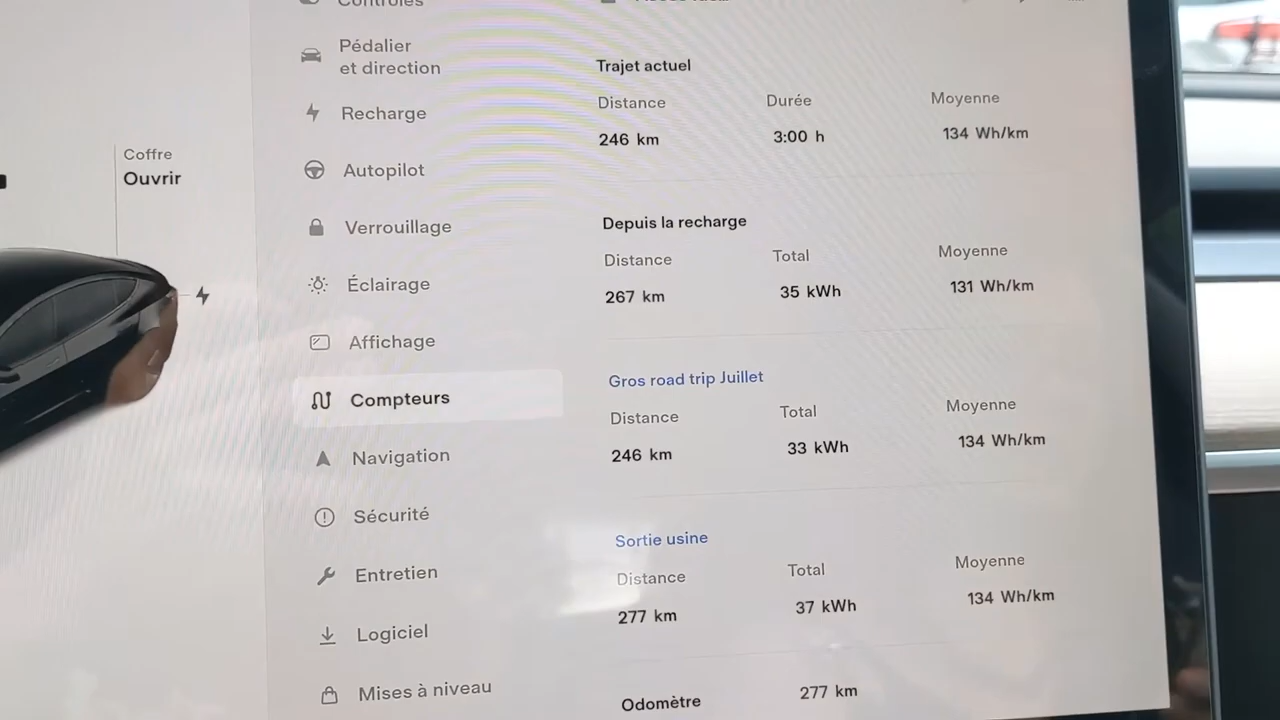 Contrôles
Pédalier
et direction
Recharge
Autopilot
Verrouillage
Éclairage
Affichage
Compteurs
Navigation
Sécurité
Entretien
Logiciel
Mises à niveau
Coffre
Ouvrir
Trajet actuel
Distance Durée Moyenne
246 km 3:00 h 134 Wh/km
Depuis la recharge
Distance Total Moyenne
267 km 35 kWh 131 Wh/km
Gros road trip Juillet
Distance Total Moyenne
246 km 33 kWh 134 Wh/km
Sortie usine
Distance Total Moyenne
277 km 37 kWh 134 Wh/km
Odomètre 277 km